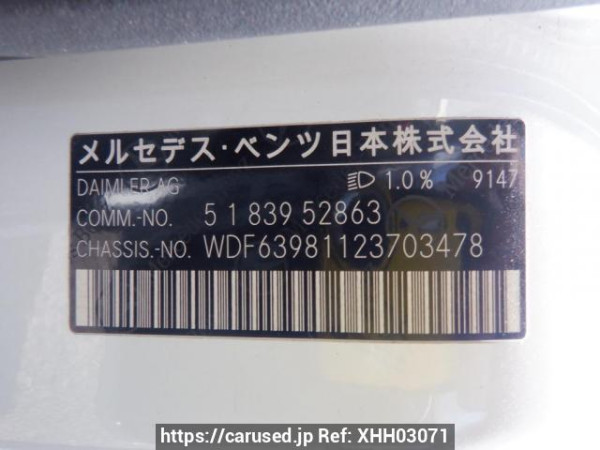 メルセデス・ベンツ日本株式会社
DAIMLER AG 1.0% 9147
COMM.-NO. 5 1 839 52863
CHASSIS.-NO. WDF63981123703478
https://carused.jp Ref: XHH03071